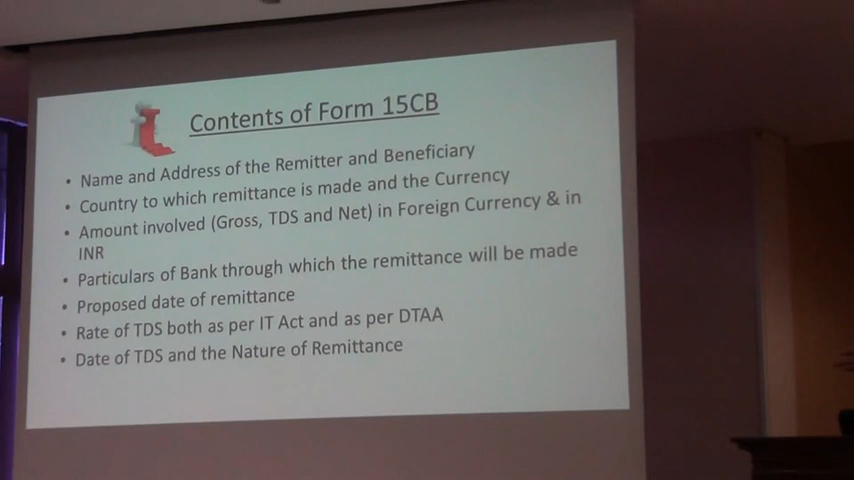 Contents of Form 15CB
• Name and Address of the Remitter and Beneficiary
• Country to which remittance is made and the Currency
• Amount involved (Gross, TDS and Net) in Foreign Currency & in
INR
• Particulars of Bank through which the remittance will be made
• Proposed date of remittance
• Rate of TDS both as per IT Act and as per DTAA
• Date of TDS and the Nature of Remittance